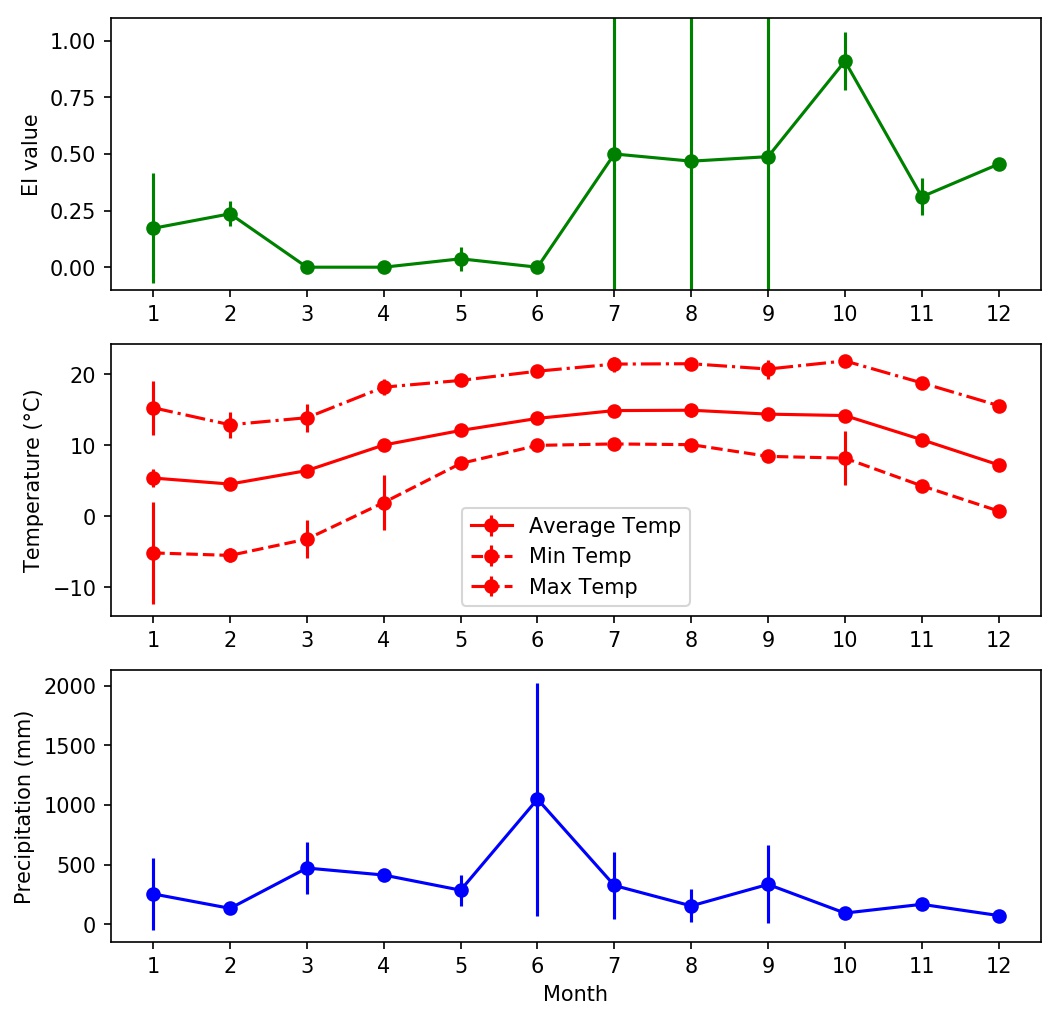 EI value
1.00
0.75
0.50
0.25
0.00
1 2 3 4 5 6 7 8 9 10 11 12
Temperature (°C)
20
10
0
−10
Average Temp
Min Temp
Max Temp
1 2 3 4 5 6 7 8 9 10 11 12
Precipitation (mm)
2000
1500
1000
500
0
1 2 3 4 5 6 7 8 9 10 11 12
Month